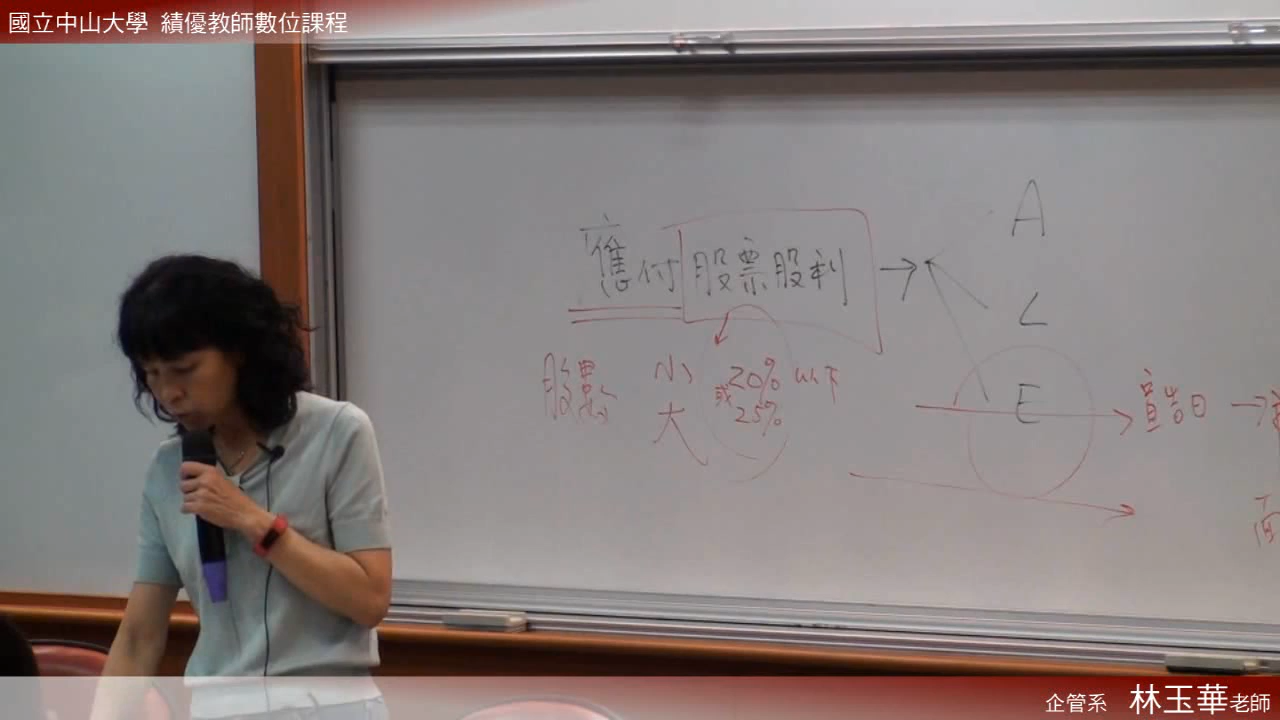 國立中山大學 績優教師數位課程
A
應付股票股利 →
L
股數 小 20% 以下
或
大 25%
E
宣告日 →
面
企管系 林玉華老師